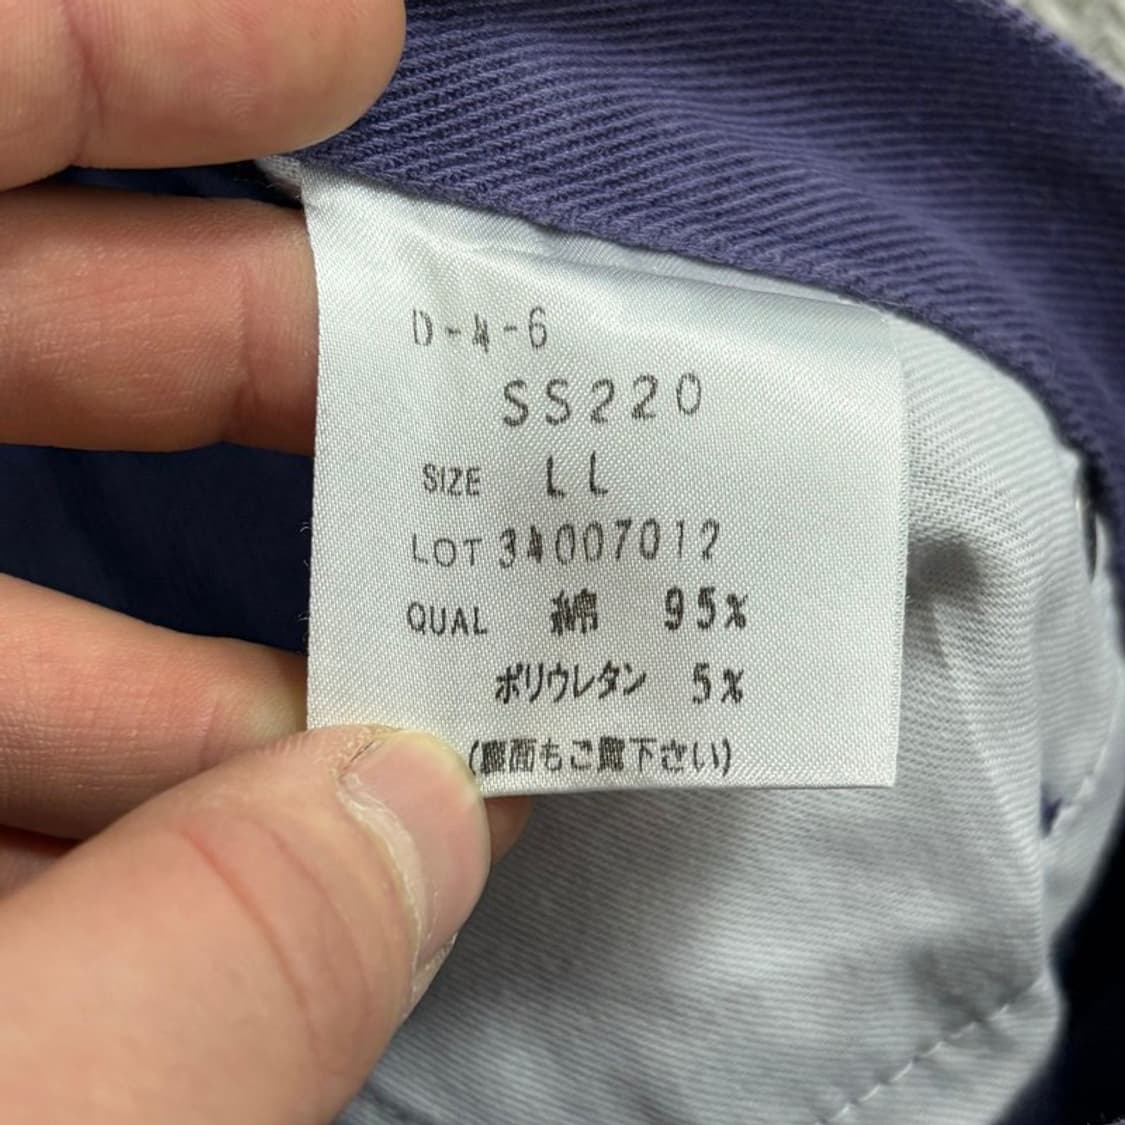 D-4-6
SS220
SIZE LL
LOT 34007012
QUAL 綿 95%
ポリウレタン 5%
(裏面もご覧下さい)